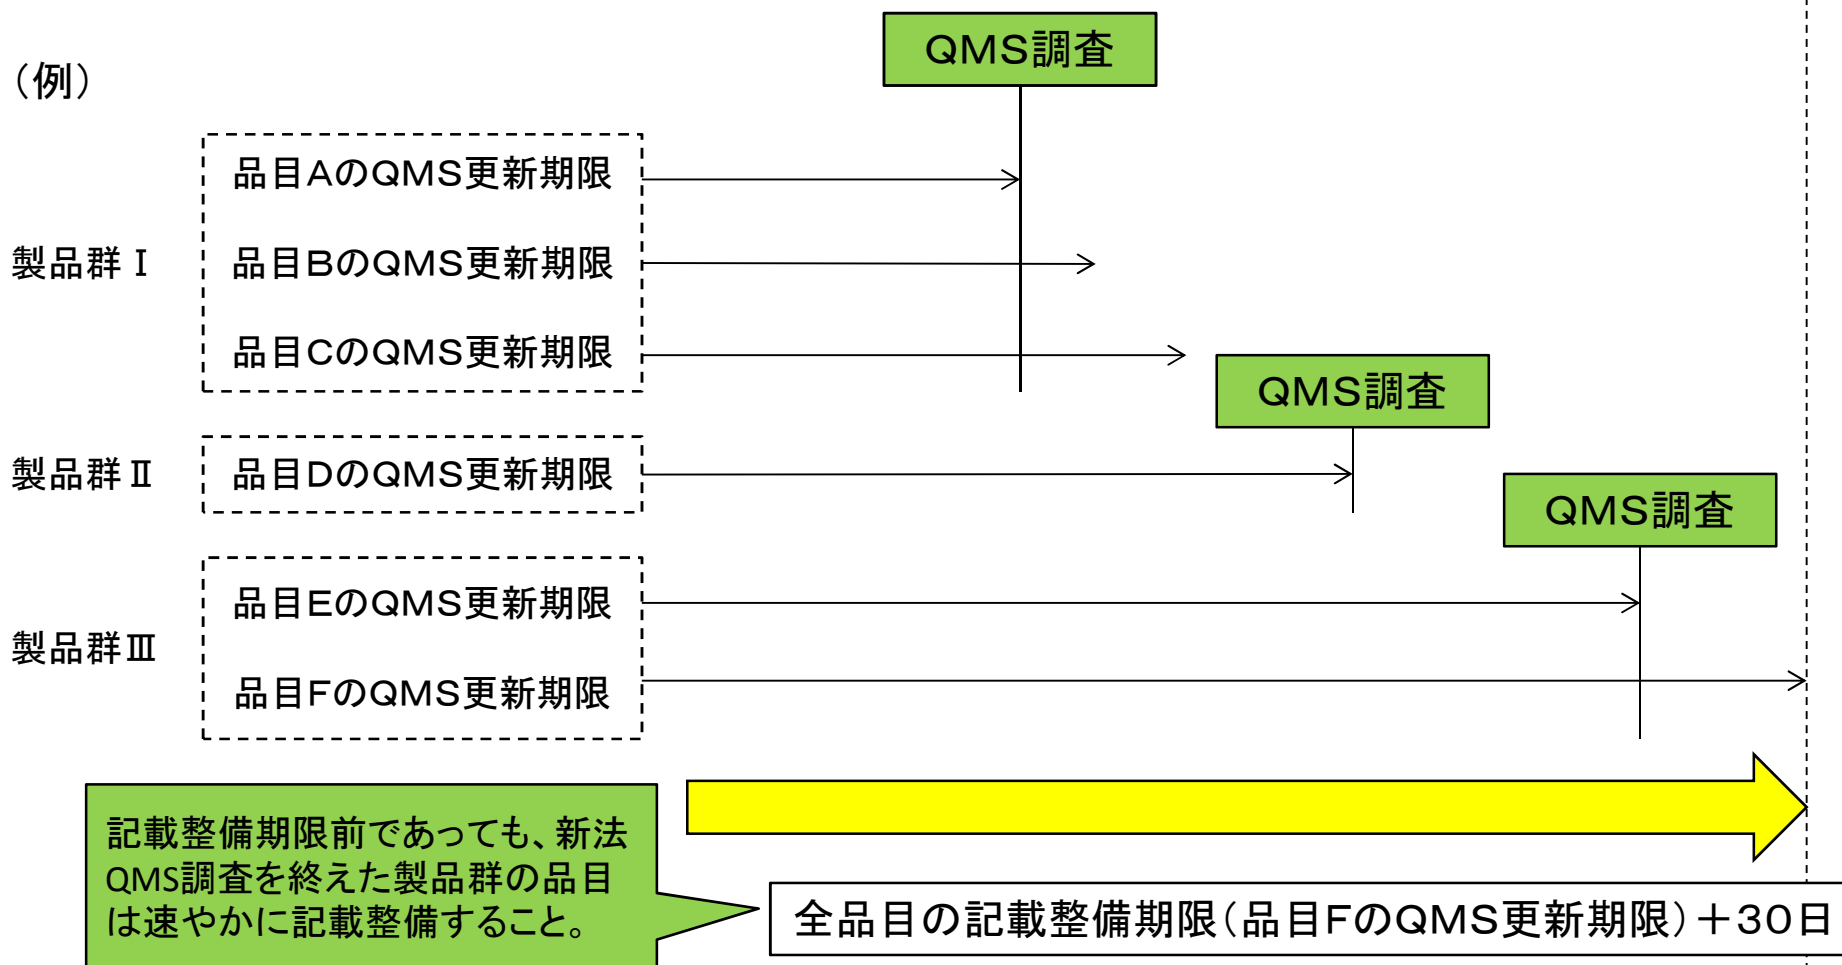 QMS調査
(例)
品目AのQMS更新期限
製品群Ⅰ
品目BのQMS更新期限
品目CのQMS更新期限
QMS調査
製品群Ⅱ
品目DのQMS更新期限
QMS調査
品目EのQMS更新期限
製品群Ⅲ
品目FのQMS更新期限
記載整備期限前であっても、新法
QMS調査を終えた製品群の品目
は速やかに記載整備すること。
全品目の記載整備期限(品目FのQMS更新期限)+30日